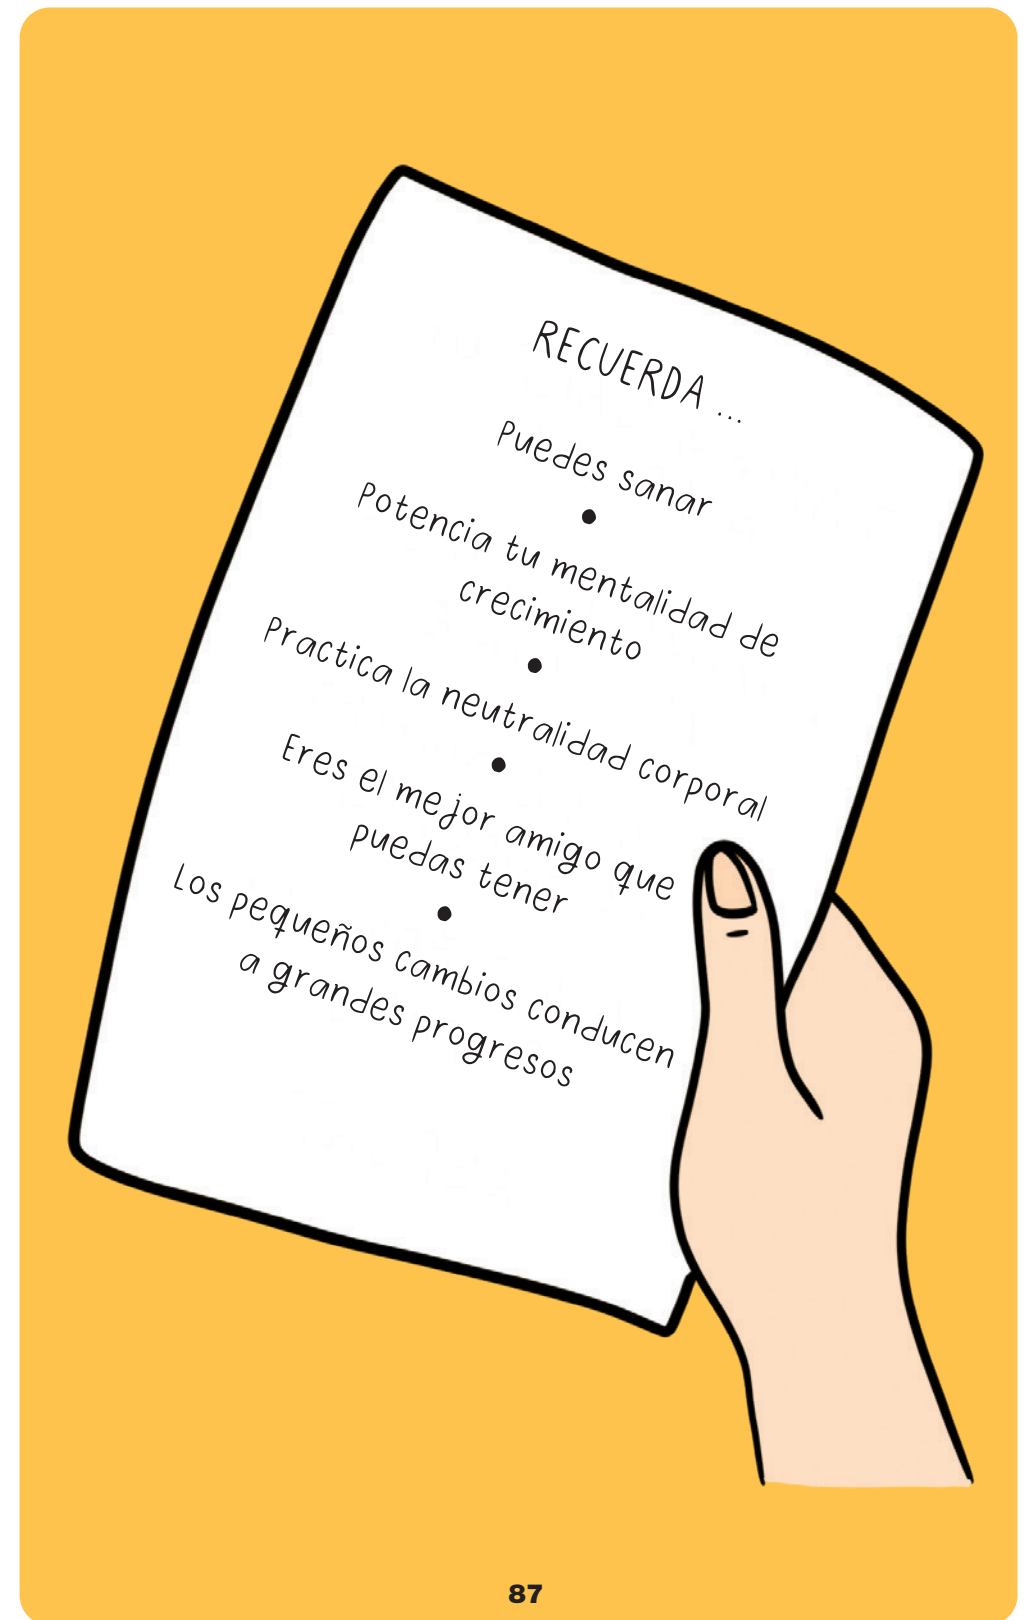 RECUERDA ...
Puedes sanar
•
Potencia tu mentalidad de
crecimiento
•
Practica la neutralidad corporal
•
Eres el mejor amigo que
puedas tener
•
Los pequeños cambios conducen
a grandes progresos
87